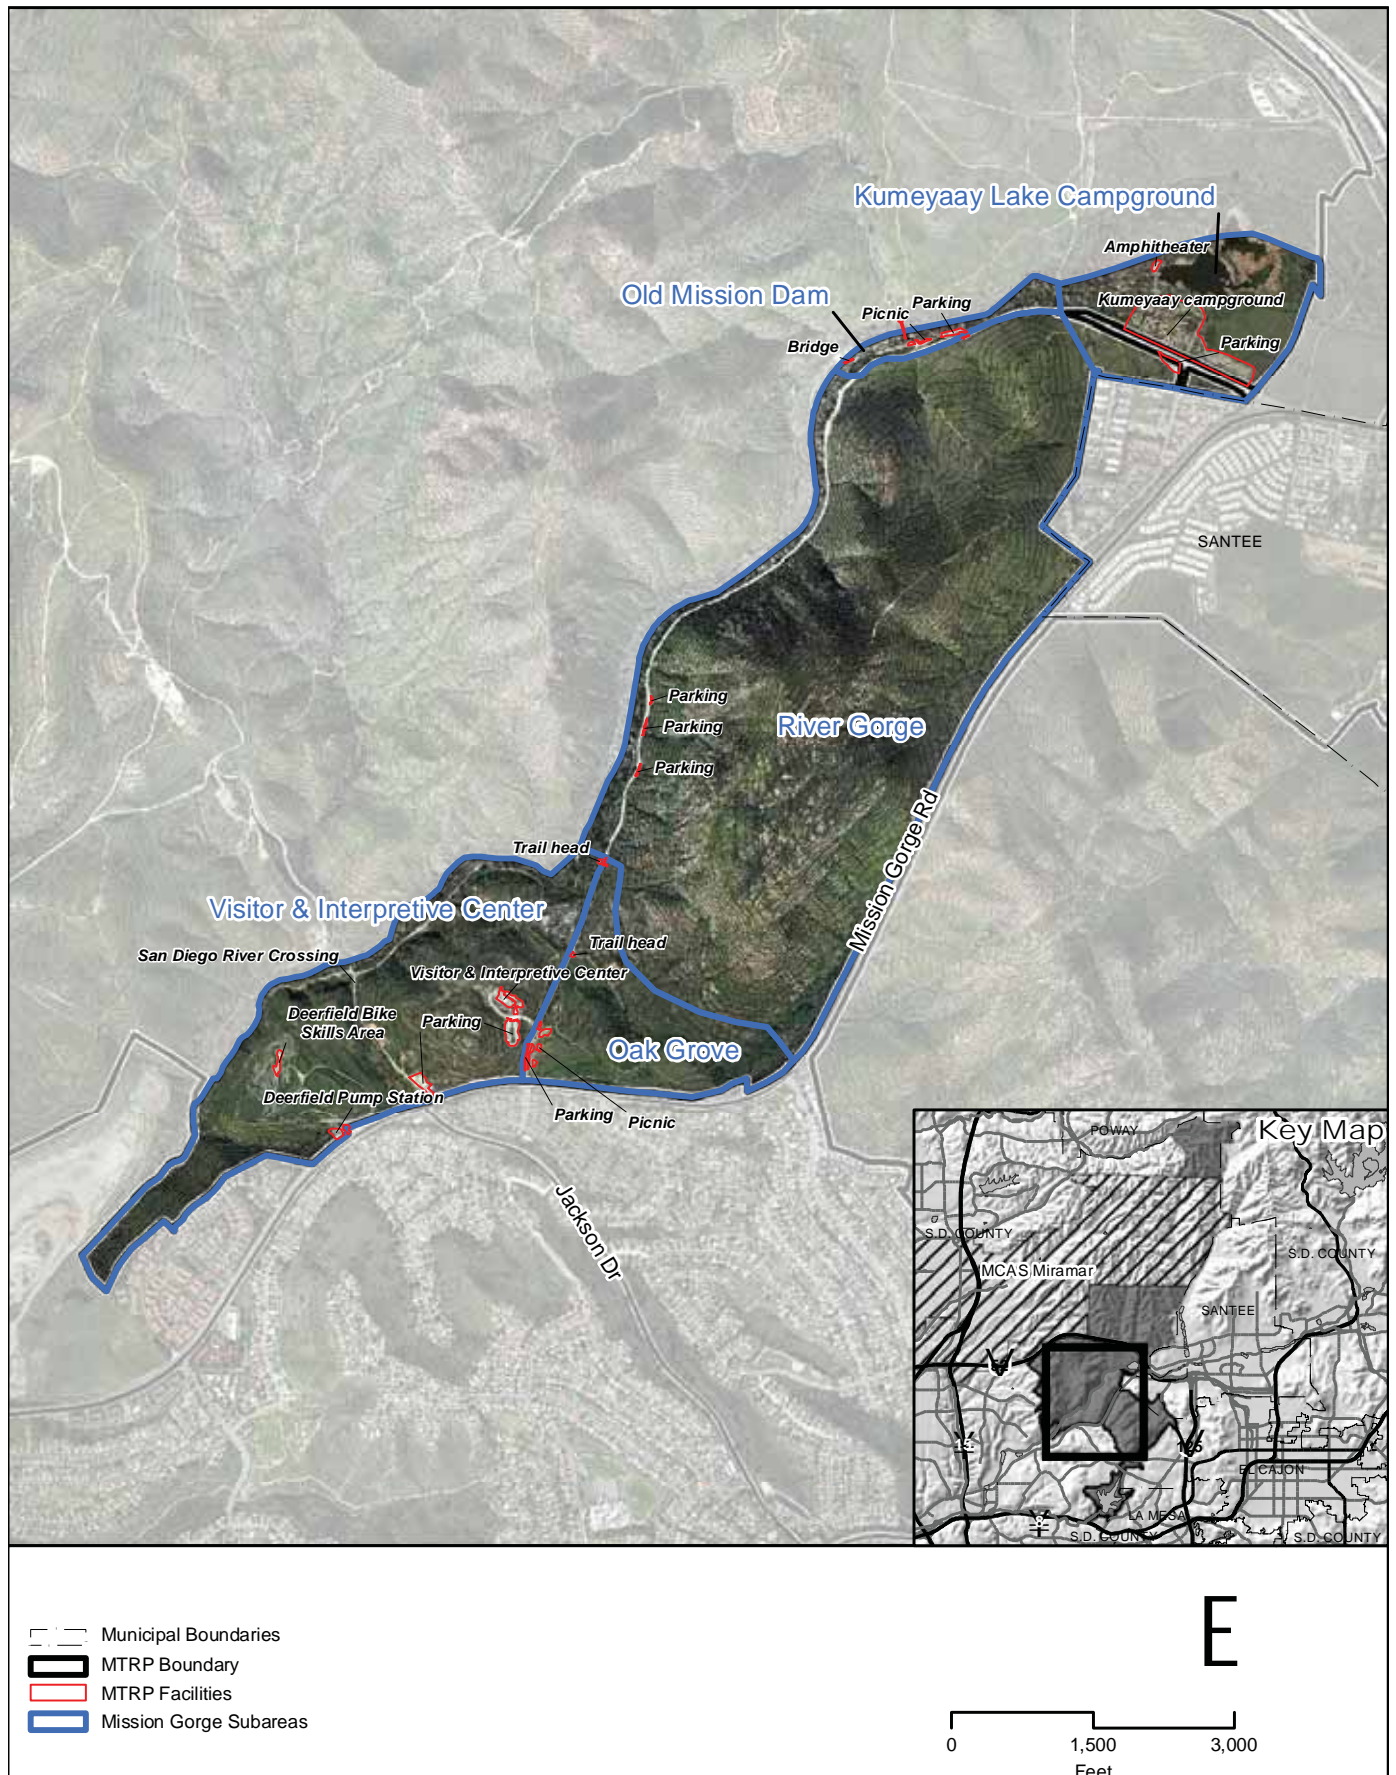 Kumeyaay Lake Campground
Amphitheater
Old Mission Dam
Parking
Picnic
Kumeyaay campground
Bridge
Parking
SANTEE
Parking
Parking
Parking
River Gorge
Mission Gorge Rd
Trail head
Visitor & Interpretive Center
Trail head
San Diego River Crossing
Visitor & Interpretive Center
Deerfield Bike
Skills Area
Parking
Oak Grove
Deerfield Pump Station
Parking
Picnic
Jackson Dr
Key Map
POWAY
S.D. COUNTY
S.D. COUNTY
MCAS Miramar
SANTEE
52
15
125
EL CAJON
8
LA MESA
S.D. COUNTY
S.D. COUNTY
E
Municipal Boundaries
MTRP Boundary
MTRP Facilities
Mission Gorge Subareas
0 1,500 3,000
Feet